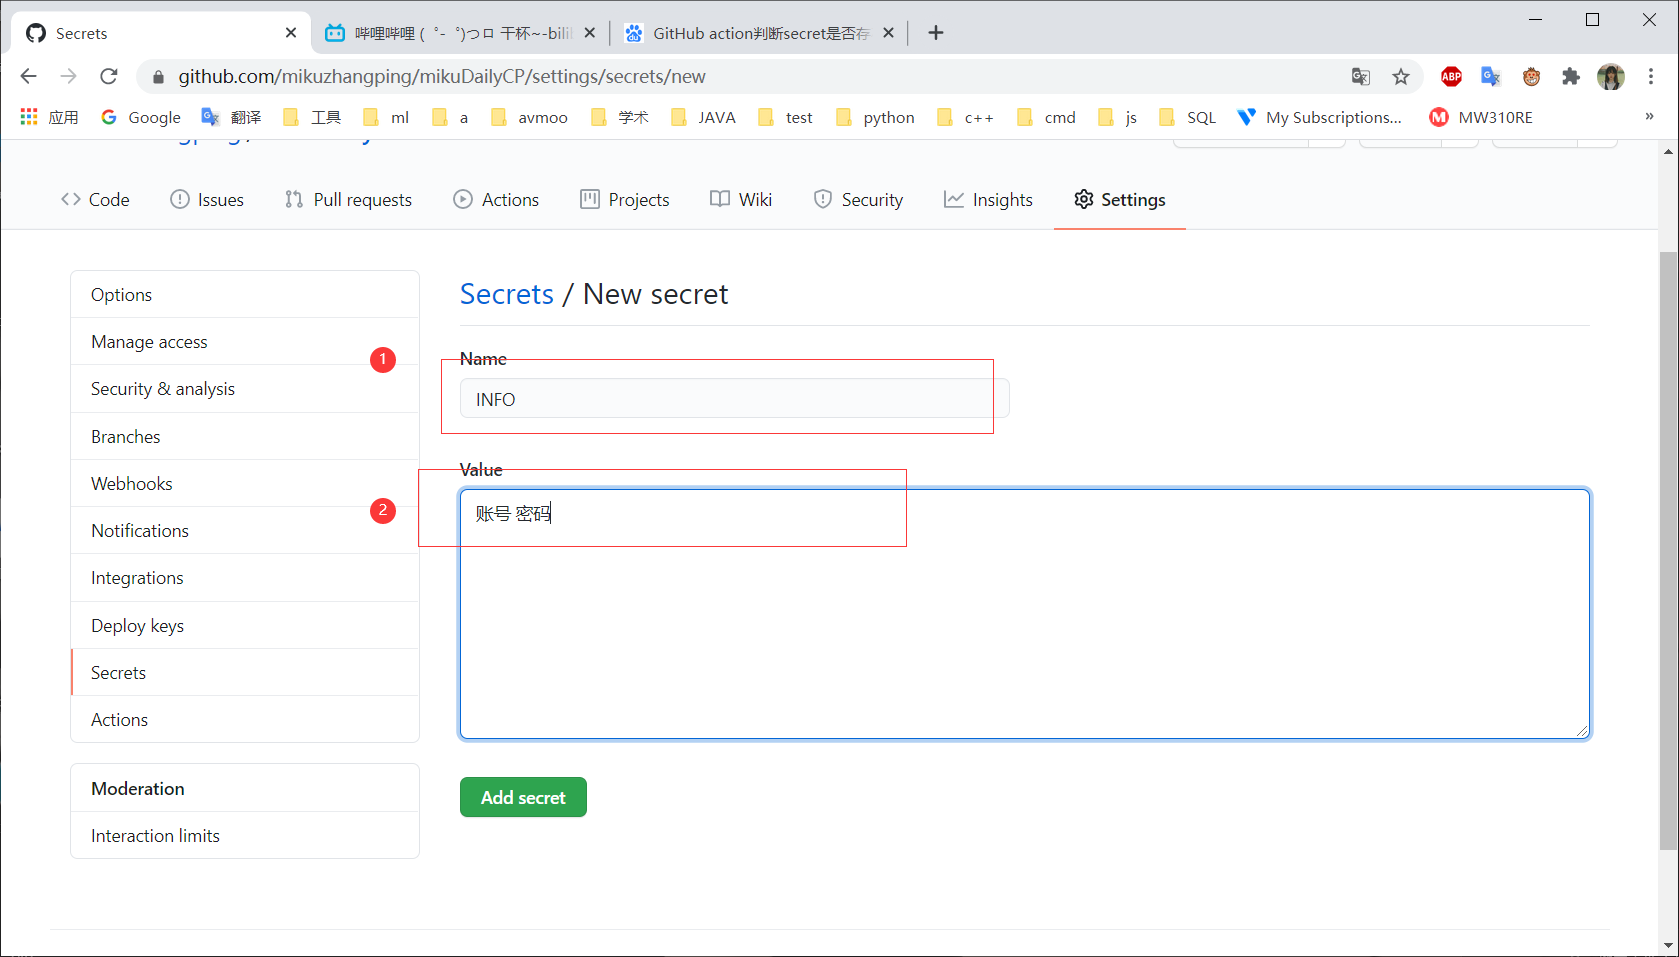 Secrets
哔哩哔哩 ( ゜- ゜)つロ 干杯~-bili
GitHub action判断secret是否存
github.com/mikuzhangping/mikuDailyCP/settings/secrets/new
ABP
应用
Google
翻译
工具
ml
a
avmoo
学术
JAVA
test
python
c++
cmd
js
SQL
My Subscriptions...
MW310RE
»
Code
Issues
Pull requests
Actions
Projects
Wiki
Security
Insights
Settings
Options
Manage access
Security & analysis
Branches
Webhooks
Notifications
Integrations
Deploy keys
Secrets
Actions
Moderation
Interaction limits
Secrets / New secret
1
Name
INFO
2
Value
账号 密码
Add secret